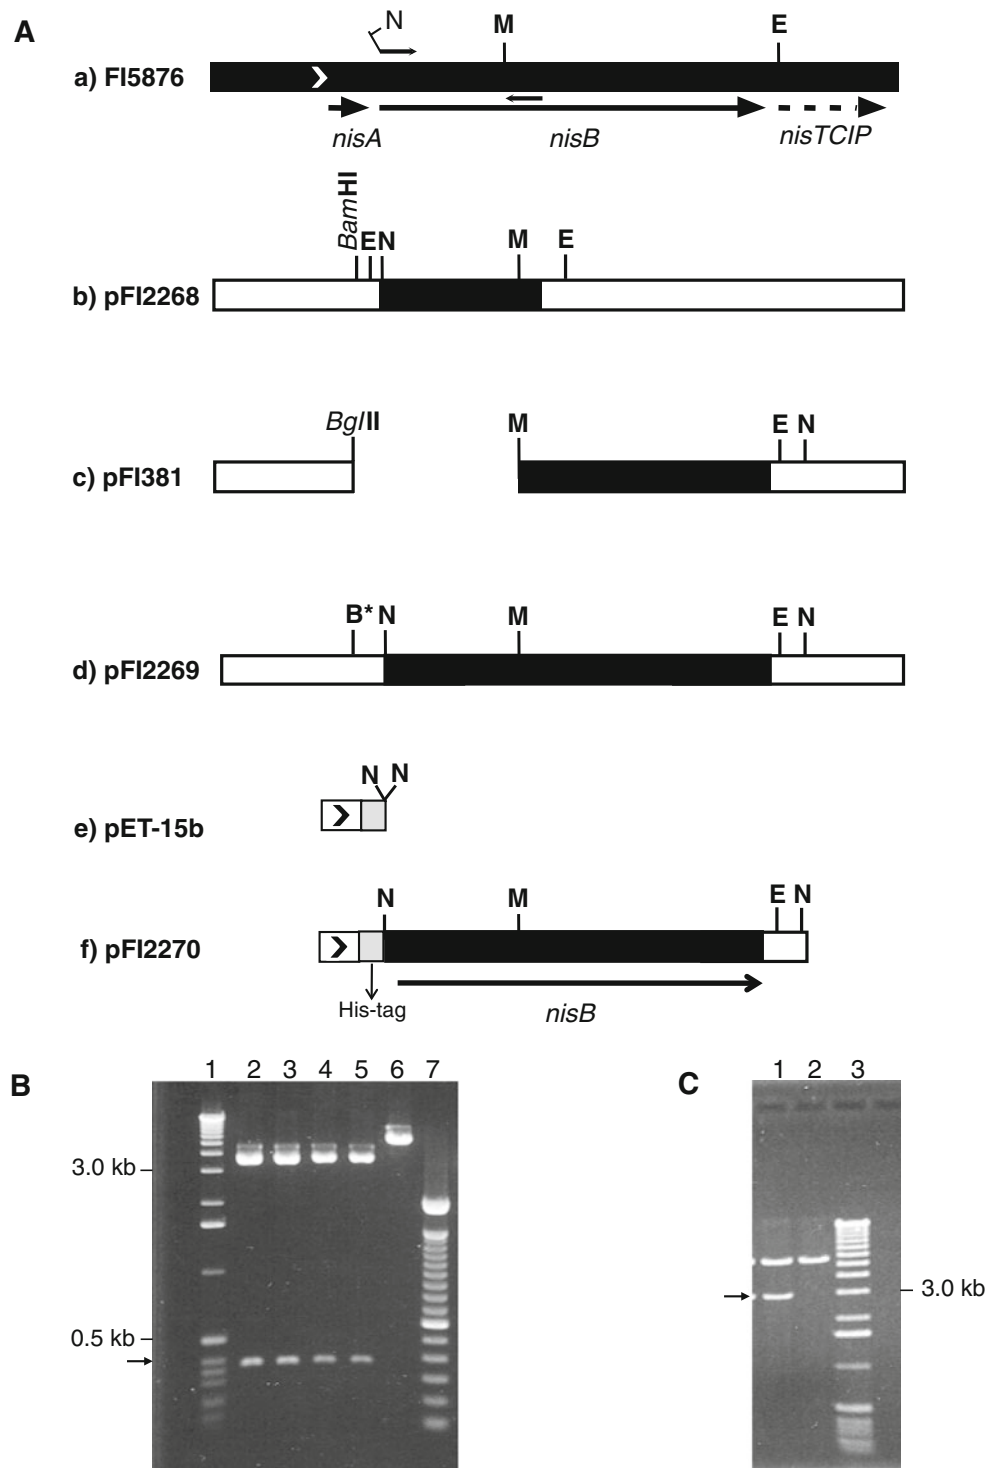 A
N M E
a) FI5876
nisA nisB nisTCIP
BamHI E N M E
b) pFI2268
BglII M E N
c) pFI381
B* N M E N
d) pFI2269
N N
e) pET-15b
N M E N
f) pFI2270
His-tag nisB
B
1 2 3 4 5 6 7
3.0 kb
0.5 kb
C
1 2 3
3.0 kb